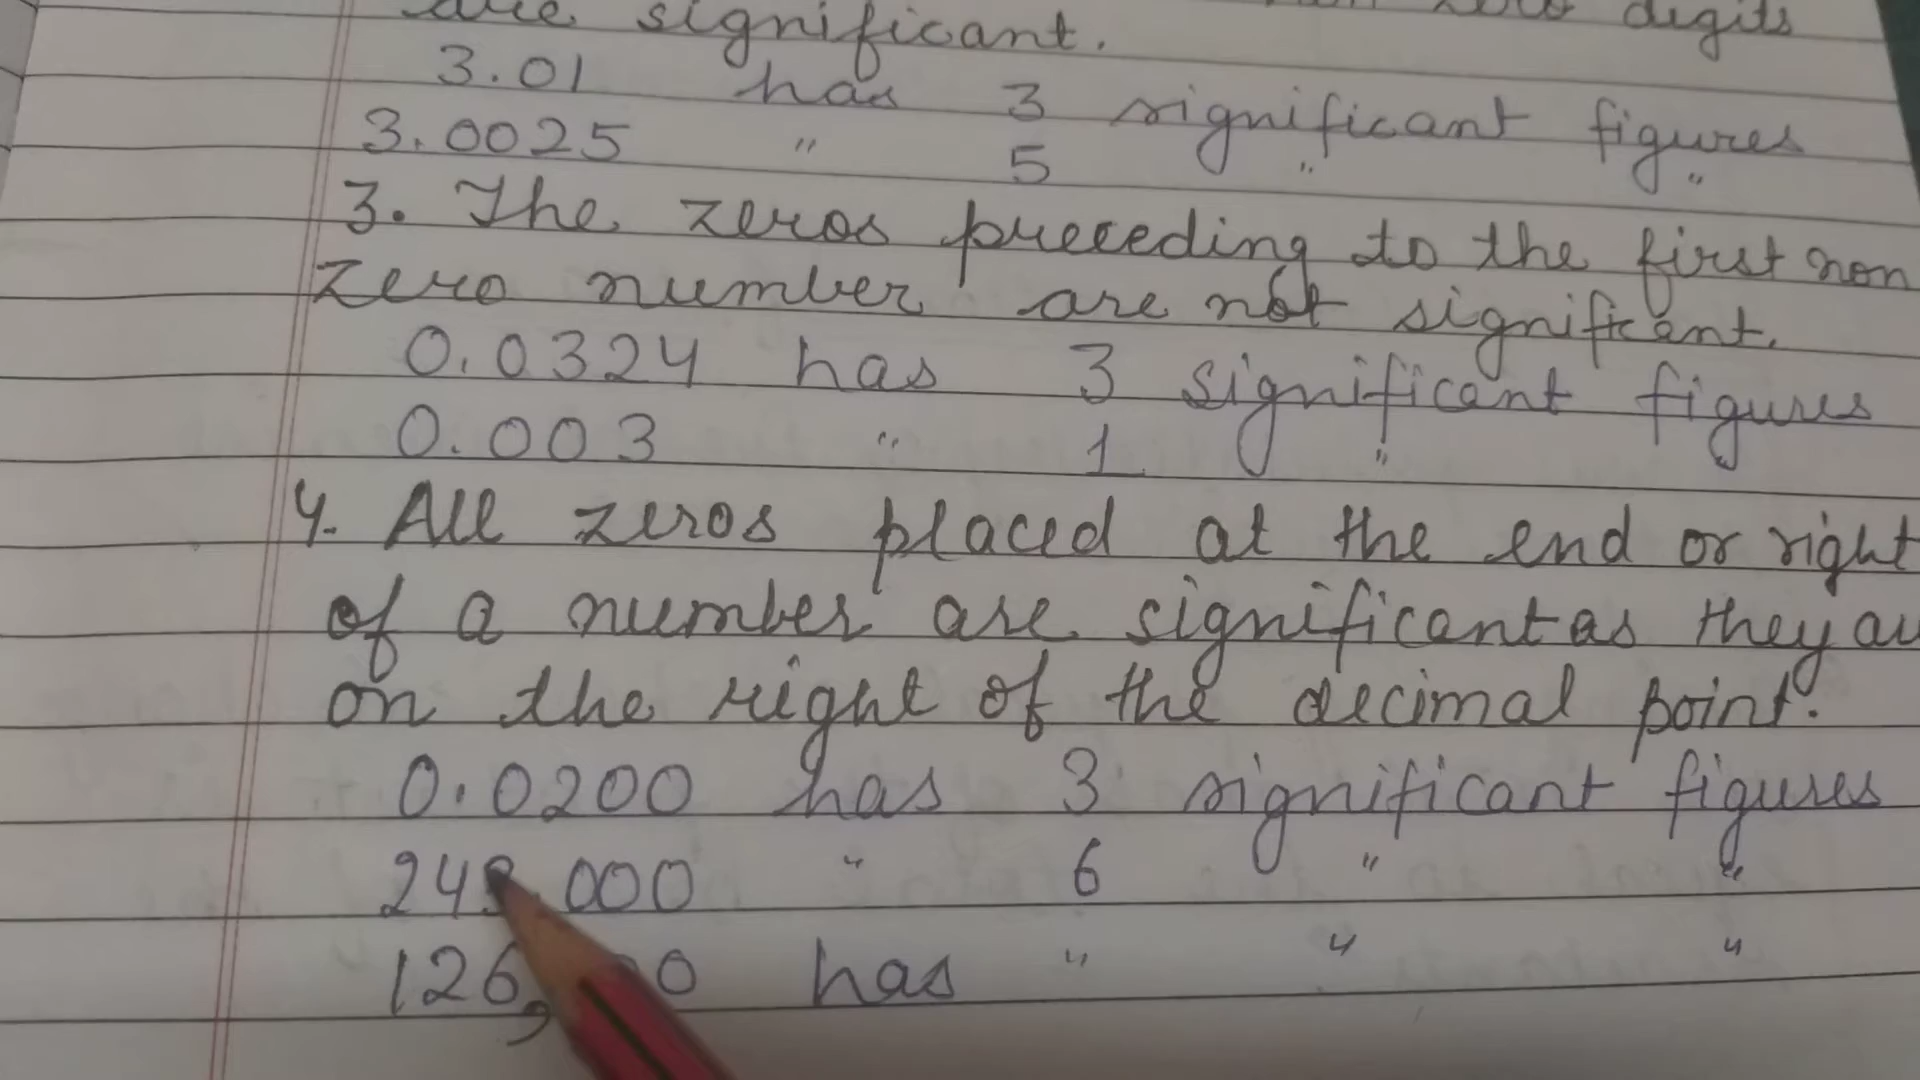 are significant. digits
3.01 has 3 significant figures
3.0025 " 5 " "
3. The zeros preceding to the first non
zero number are not significant.
0.0324 has 3 significant figures
0.003 " 1 "
4. All zeros placed at the end or right
of a number are significant as they
on the right of the decimal point.
0.0200 has 3 significant figures
.000 " 6 " "
has " " "